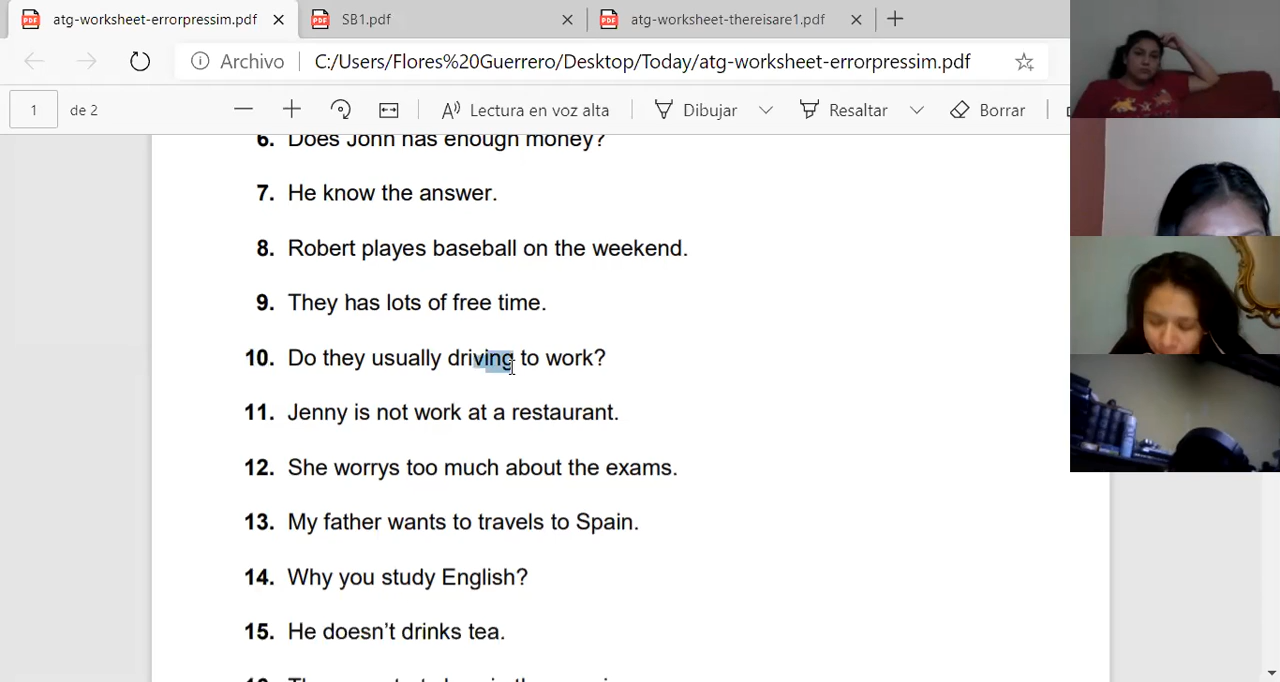 atg-worksheet-errorpressim.pdf SB1.pdf atg-worksheet-thereisare1.pdf
Archivo C:/Users/Flores%20Guerrero/Desktop/Today/atg-worksheet-errorpressim.pdf
1 de 2 Lectura en voz alta Dibujar Resaltar Borrar
6. Does John has enough money?
7. He know the answer.
8. Robert playes baseball on the weekend.
9. They has lots of free time.
10. Do they usually driving to work?
11. Jenny is not work at a restaurant.
12. She worrys too much about the exams.
13. My father wants to travels to Spain.
14. Why you study English?
15. He doesn't drinks tea.